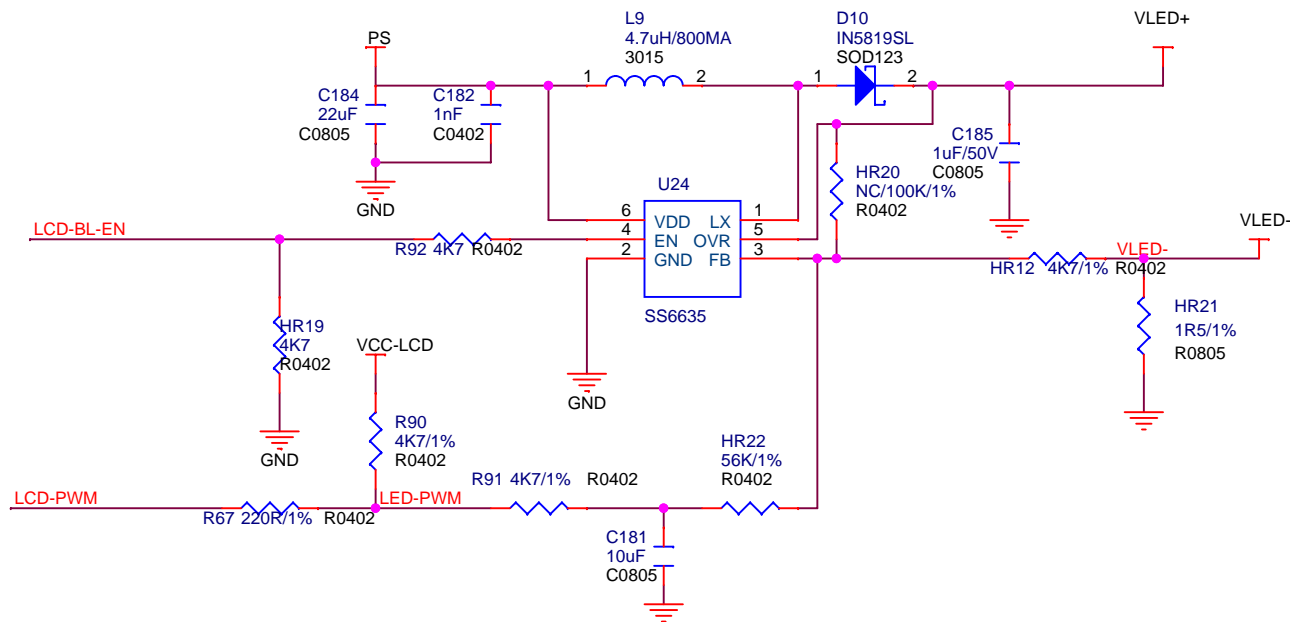 L9
4.7uH/800MA
3015
D10
IN5819SL
SOD123
VLED+
PS
1
2
1
2
C184
22uF
C0805
C182
1nF
C0402
C185
1uF/50V
C0805
GND
HR20
NC/100K/1%
R0402
U24
6
4
2
VDD
EN
GND
LX
OVR
FB
1
5
3
SS6635
LCD-BL-EN
R92 4K7
R0402
VLED-
VLED-
HR12 4K7/1%
R0402
HR21
1R5/1%
R0805
HR19
4K7
R0402
GND
VCC-LCD
GND
R90
4K7/1%
R0402
HR22
56K/1%
R0402
R91 4K7/1%
R0402
LCD-PWM
LED-PWM
R67 220R/1%
R0402
C181
10uF
C0805